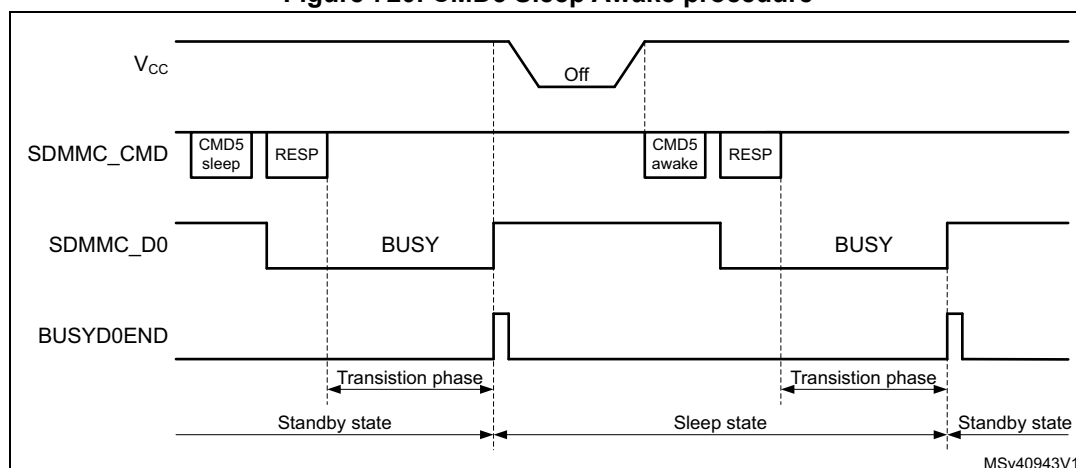 Figure CMD5 Sleep Awake procedure
VCC
Off
SDMMC_CMD
CMD5
sleep
RESP
CMD5
awake
RESP
SDMMC_D0
BUSY
BUSY
BUSYD0END
Transistion phase
Transistion phase
Standby state
Sleep state
Standby state
MSv40943V1